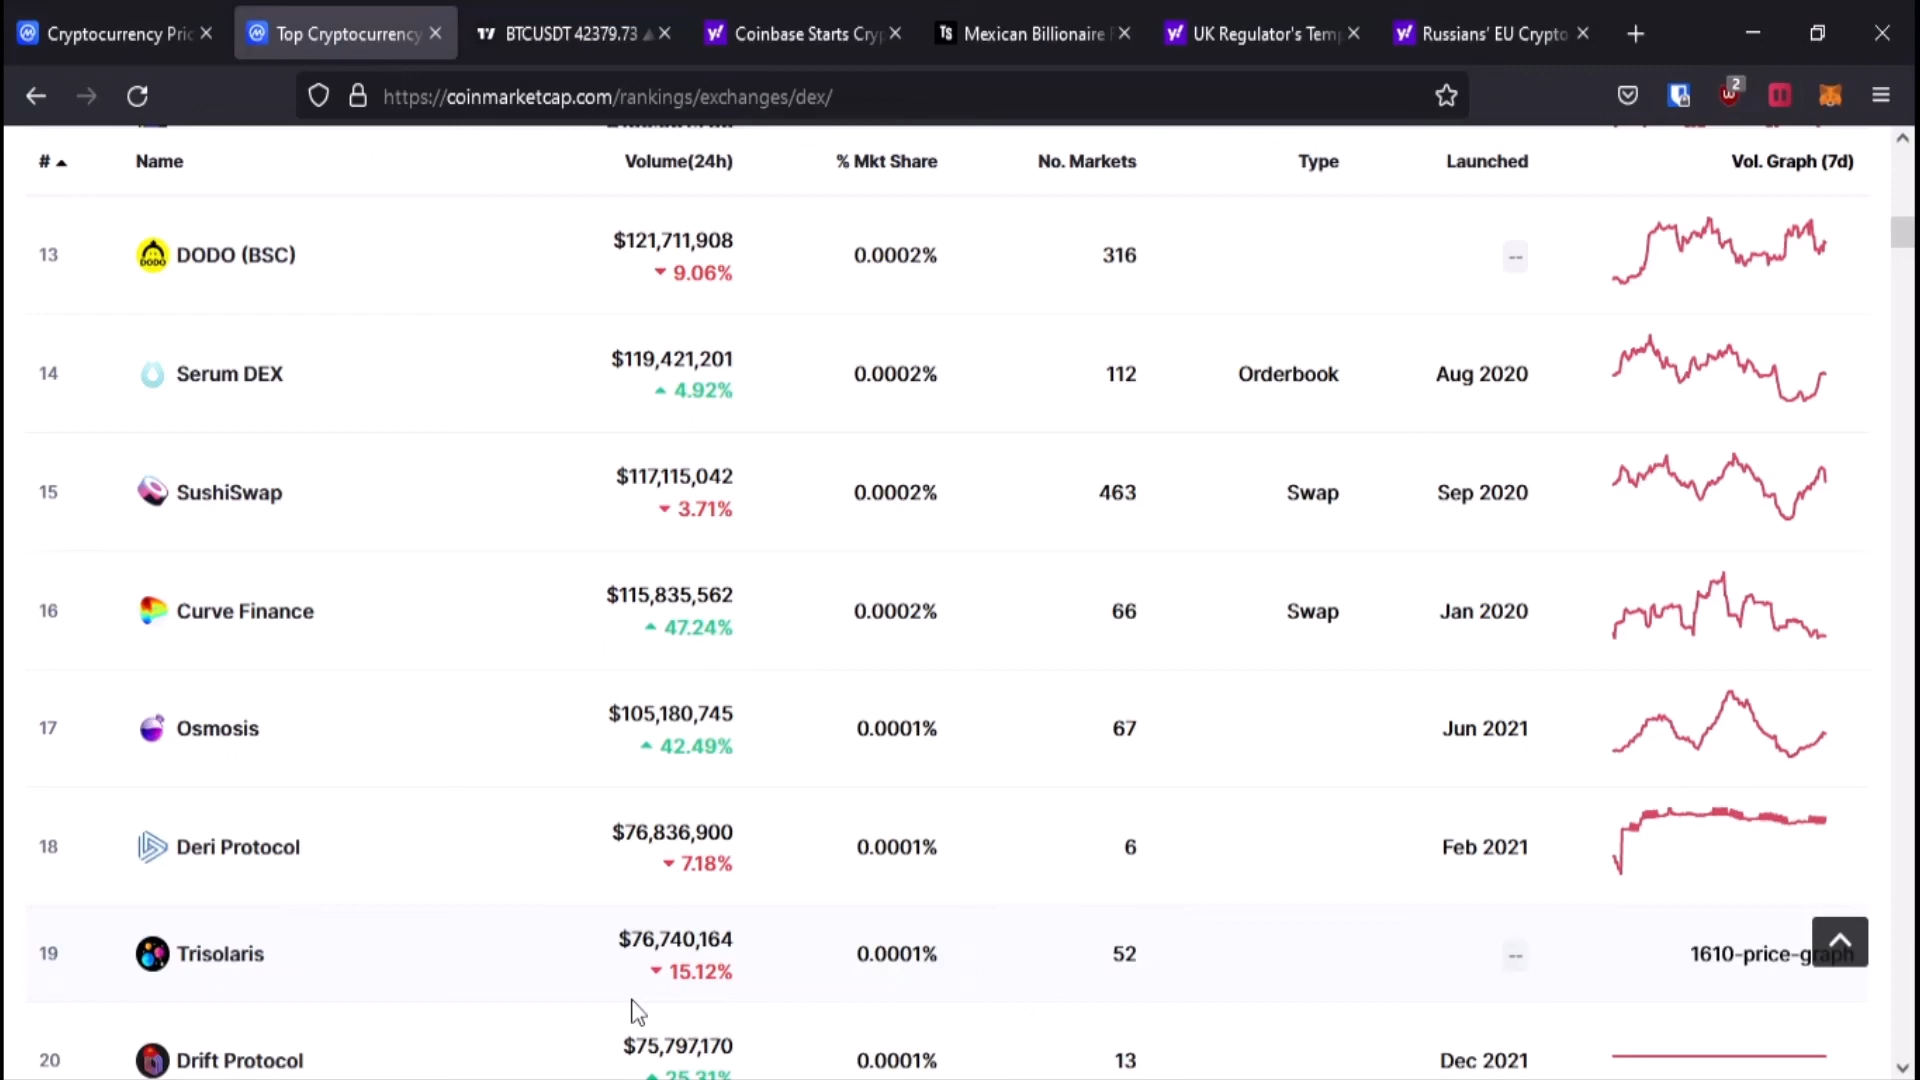 Cryptocurrency Pric
Top Cryptocurrency
BTCUSDT 42379.73
Coinbase Starts Cryp
Mexican Billionaire
UK Regulator's Temp
Russians' EU Crypto
https://coinmarketcap.com/rankings/exchanges/dex/
2
# Name Volume(24h) % Mkt Share No. Markets Type Launched Vol. Graph (7d)
13 DODO (BSC) $121,711,908 0.0002% 316 --
9.06%
14 Serum DEX $119,421,201 0.0002% 112 Orderbook Aug 2020
4.92%
15 SushiSwap $117,115,042 0.0002% 463 Swap Sep 2020
3.71%
16 Curve Finance $115,835,562 0.0002% 66 Swap Jan 2020
47.24%
17 Osmosis $105,180,745 0.0001% 67 Jun 2021
42.49%
18 Deri Protocol $76,836,900 0.0001% 6 Feb 2021
7.18%
19 Trisolaris $76,740,164 0.0001% 52 -- 1610-price-graph
15.12%
20 Drift Protocol $75,797,170 0.0001% 13 Dec 2021
25.31%